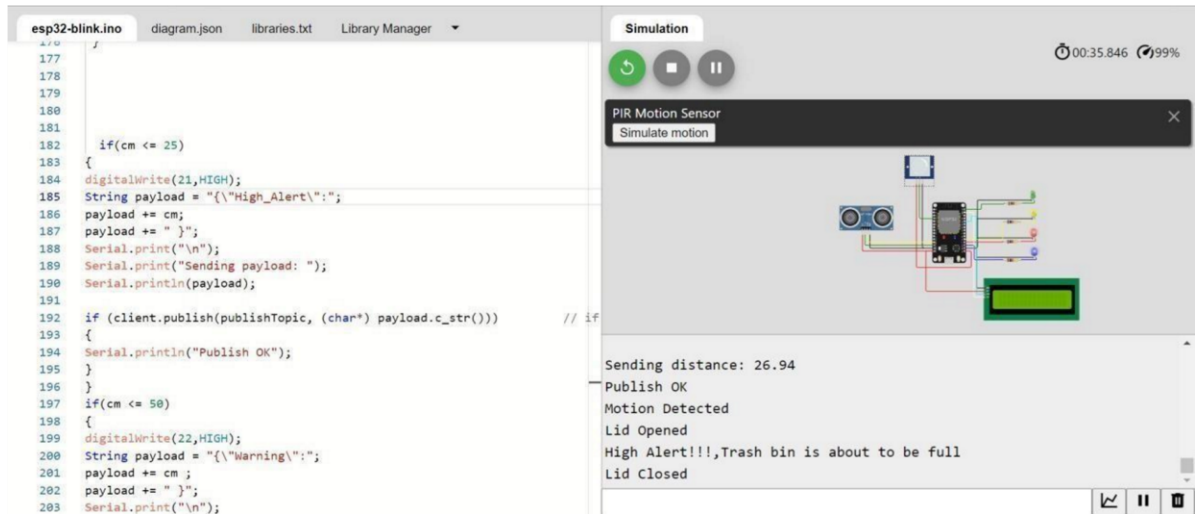 esp32-blink.ino diagram.json libraries.txt Library Manager
176 }
177
178
179
180
181
182 if(cm <= 25)
183 {
184 digitalWrite(21,HIGH);
185 String payload = "{\"High_Alert\":";
186 payload += cm;
187 payload += " }";
188 Serial.print("\n");
189 Serial.print("Sending payload: ");
190 Serial.println(payload);
191
192 if (client.publish(publishTopic, (char*) payload.c_str())) // if
193 {
194 Serial.println("Publish OK");
195 }
196 }
197 if(cm <= 50)
198 {
199 digitalWrite(22,HIGH);
200 String payload = "{\"Warning\":";
201 payload += cm ;
202 payload += " }";
203 Serial.print("\n");
Simulation
00:35.846 99%
PIR Motion Sensor
Simulate motion
Sending distance: 26.94
Publish OK
Motion Detected
Lid Opened
High Alert!!!,Trash bin is about to be full
Lid Closed